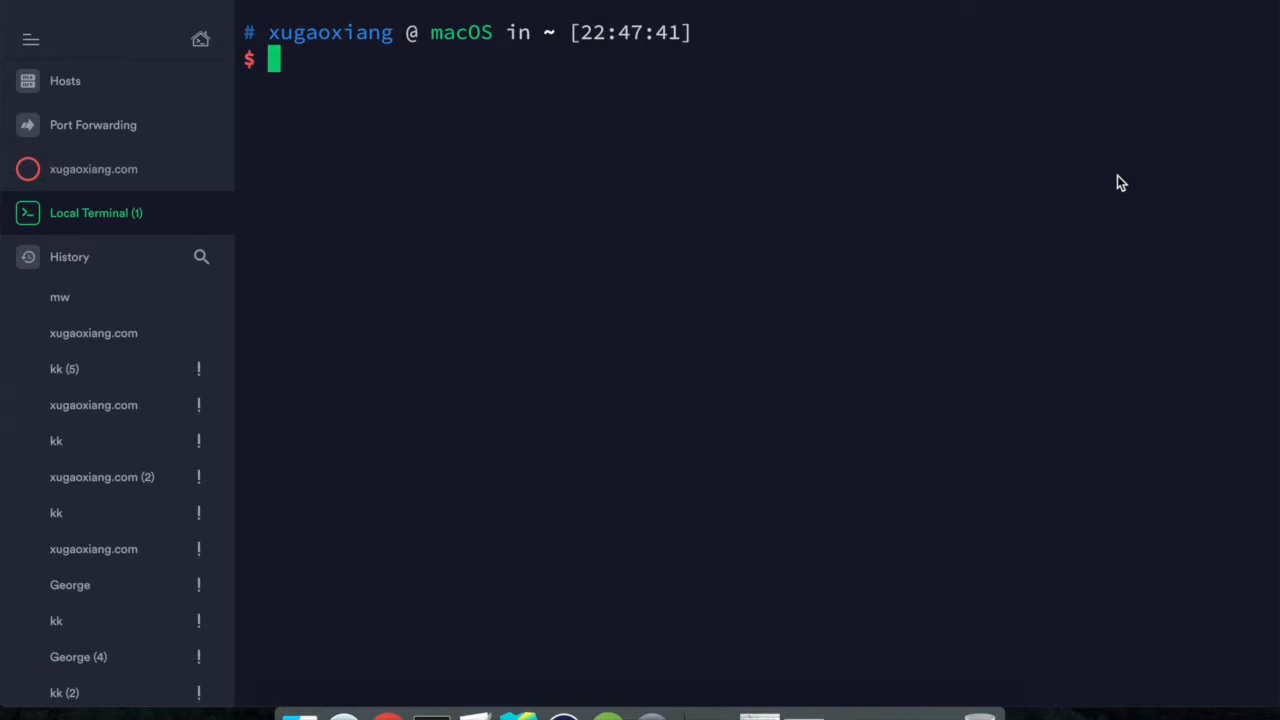 Hosts
Port Forwarding
xugaoxiang.com
Local Terminal (1)
History
mw
xugaoxiang.com
kk (5) !
xugaoxiang.com !
kk !
xugaoxiang.com (2) !
kk !
xugaoxiang.com !
George !
kk !
George (4) !
kk (2) !
# xugaoxiang @ macOS in ~ [22:47:41]
$